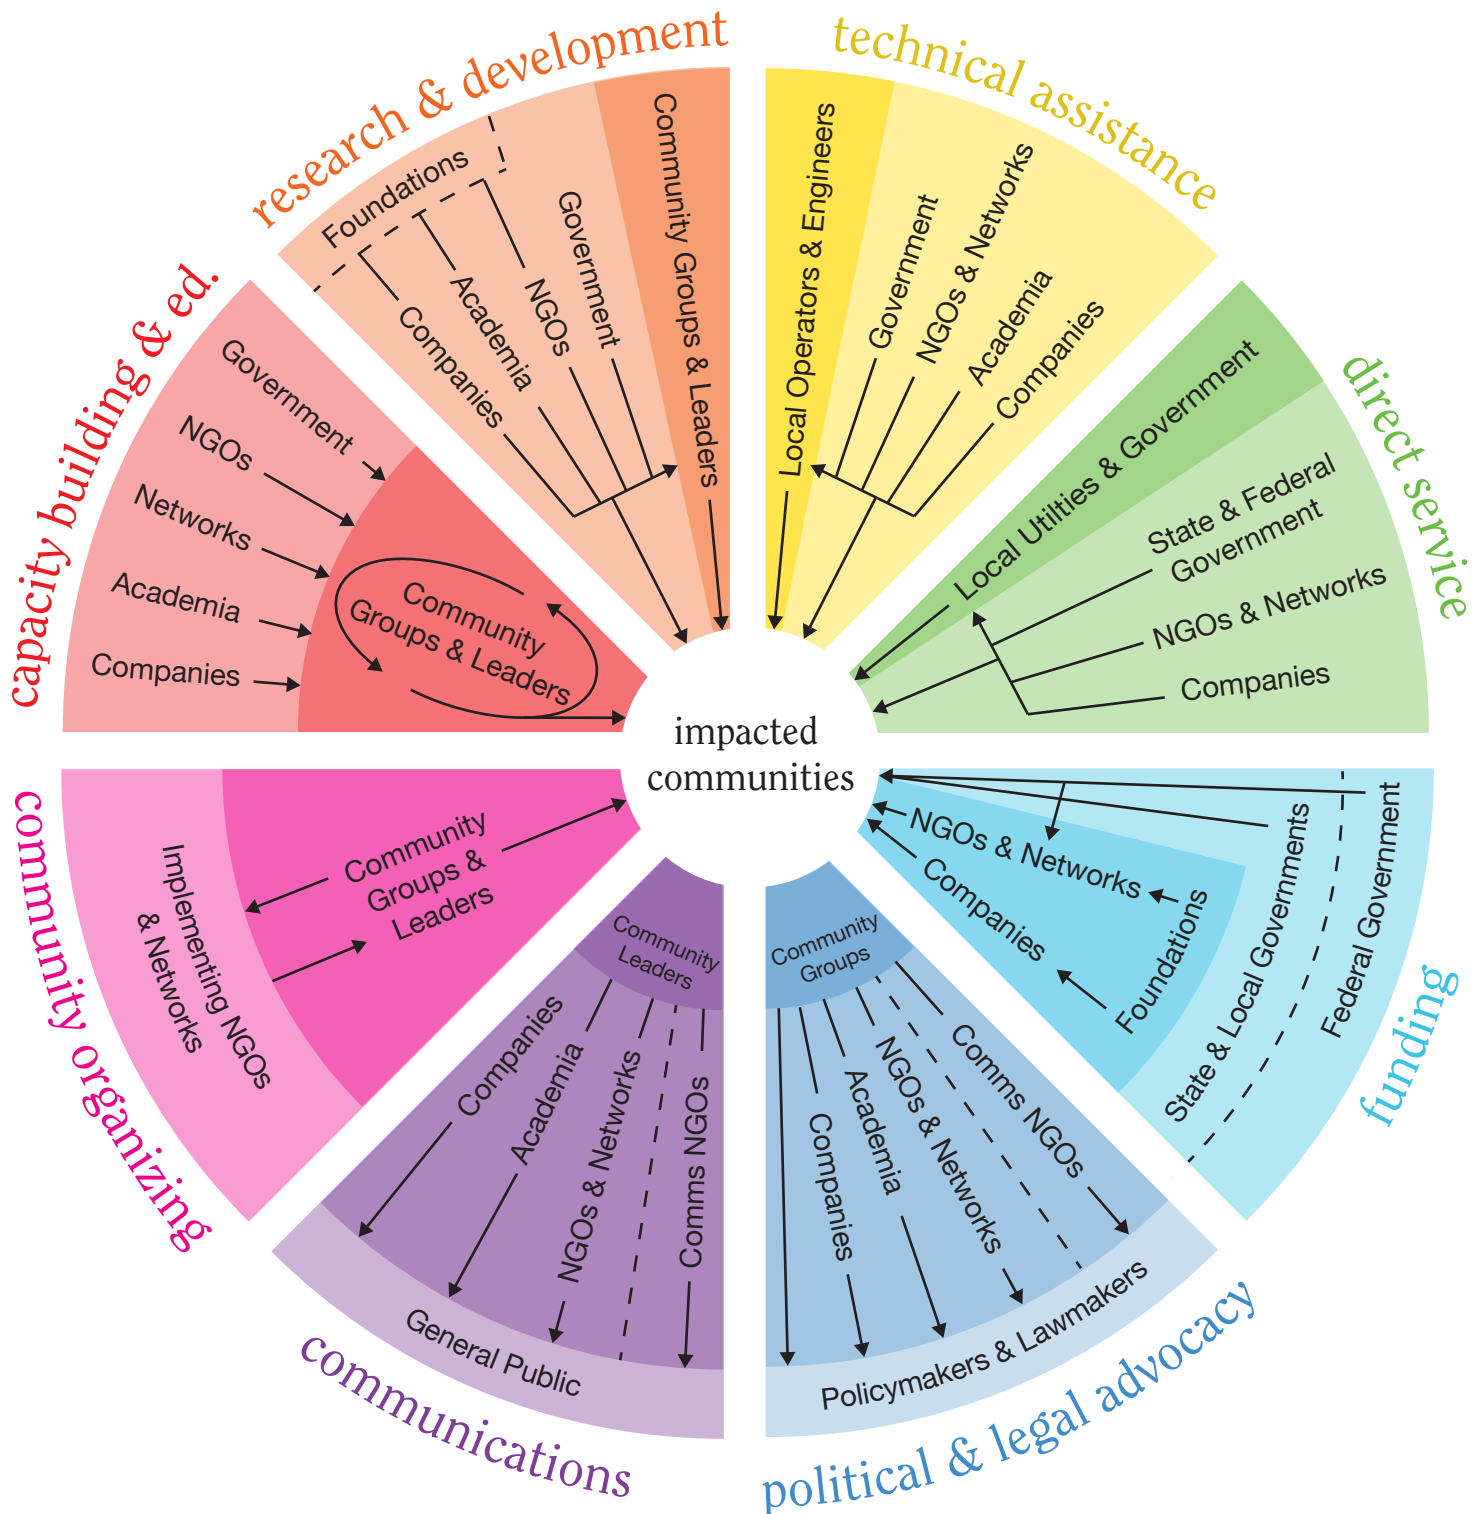 research & development
Foundations
Companies
Academia
NGOs
Government
Community Groups & Leaders
technical assistance
Local Operators & Engineers
Government
NGOs & Networks
Academia
Companies
direct service
Local Utilties & Government
State & Federal
Government
NGOs & Networks
Companies
funding
Federal Government
State & Local Governments
NGOs & Networks
Companies
Foundations
political & legal advocacy
Community
Groups
Companies
Academia
NGOs & Networks
Comms NGOs
Policymakers & Lawmakers
communications
Community
Leaders
Companies
Academia
NGOs & Networks
Comms NGOs
General Public
community organizing
Implementing NGOs
& Networks
Community
Groups &
Leaders
capacity building & ed.
Government
NGOs
Networks
Academia
Companies
Community
Groups & Leaders
impacted
communities